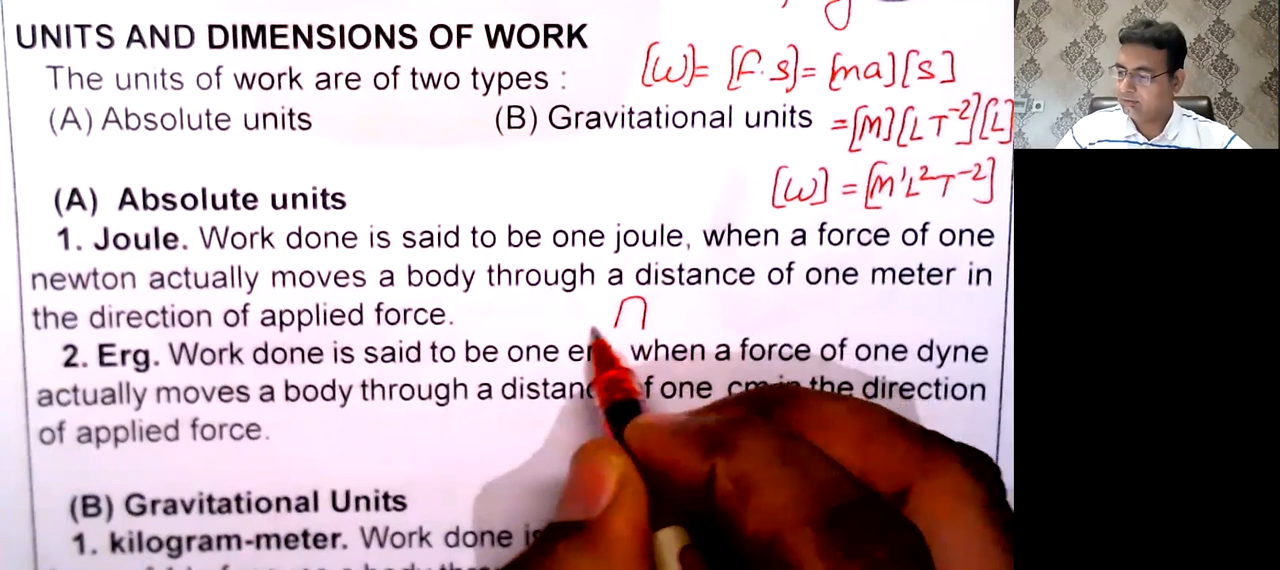 UNITS AND DIMENSIONS OF WORK
The units of work are of two types :
[W]= [F.S]= [ma][S]
(A) Absolute units (B) Gravitational units
=[M][LT⁻²][L]
[W] = [M¹L²T⁻²]
(A) Absolute units
1. Joule. Work done is said to be one joule, when a force of one
newton actually moves a body through a distance of one meter in
the direction of applied force.
2. Erg. Work done is said to be one when a force of one dyne
actually moves a body through a one cm in the direction
of applied force.
(B) Gravitational Units
1. kilogram-meter. Work done